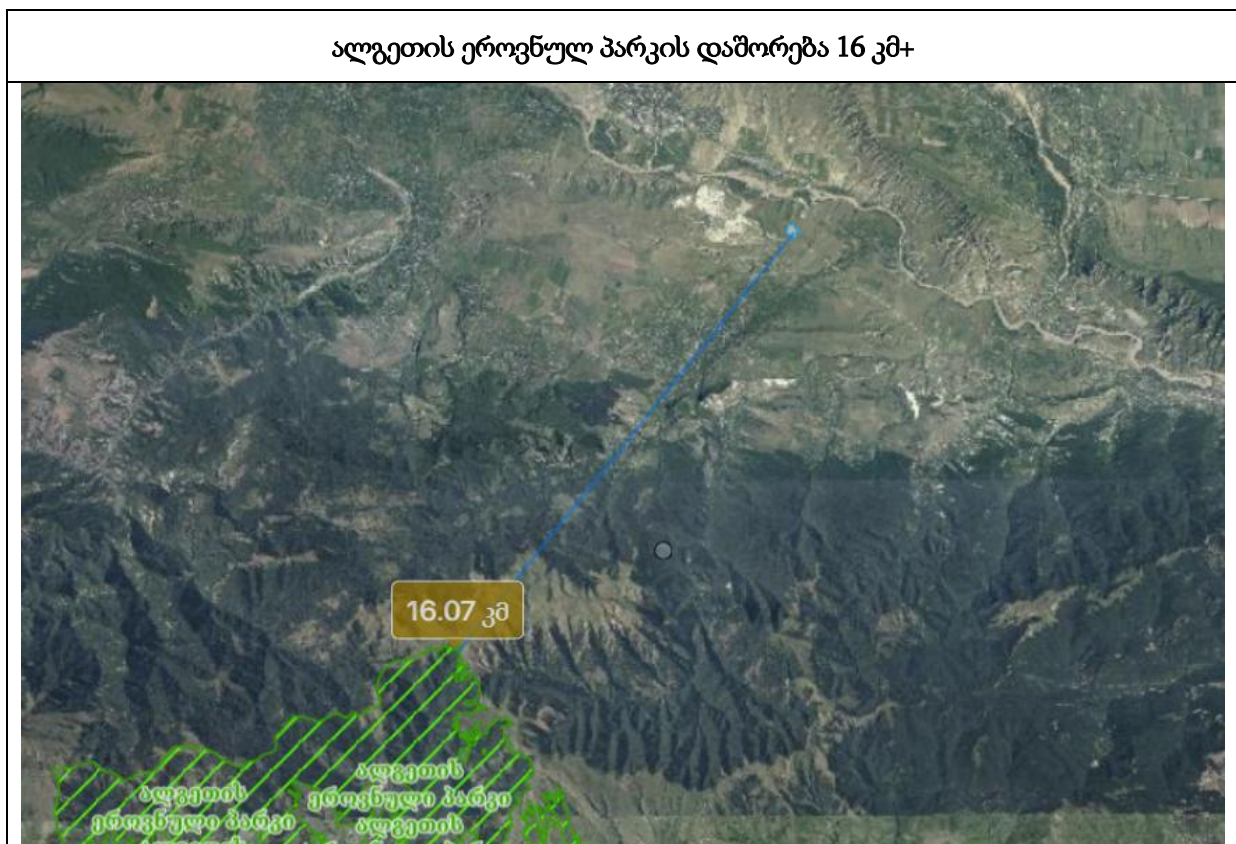 ალგეთის ეროვნულ პარკის დაშორება 16 კმ+
16.07 კმ
ალგეთის
ეროვნული პარკი
ალგეთის
ალგეთის
ეროვნული პარკი